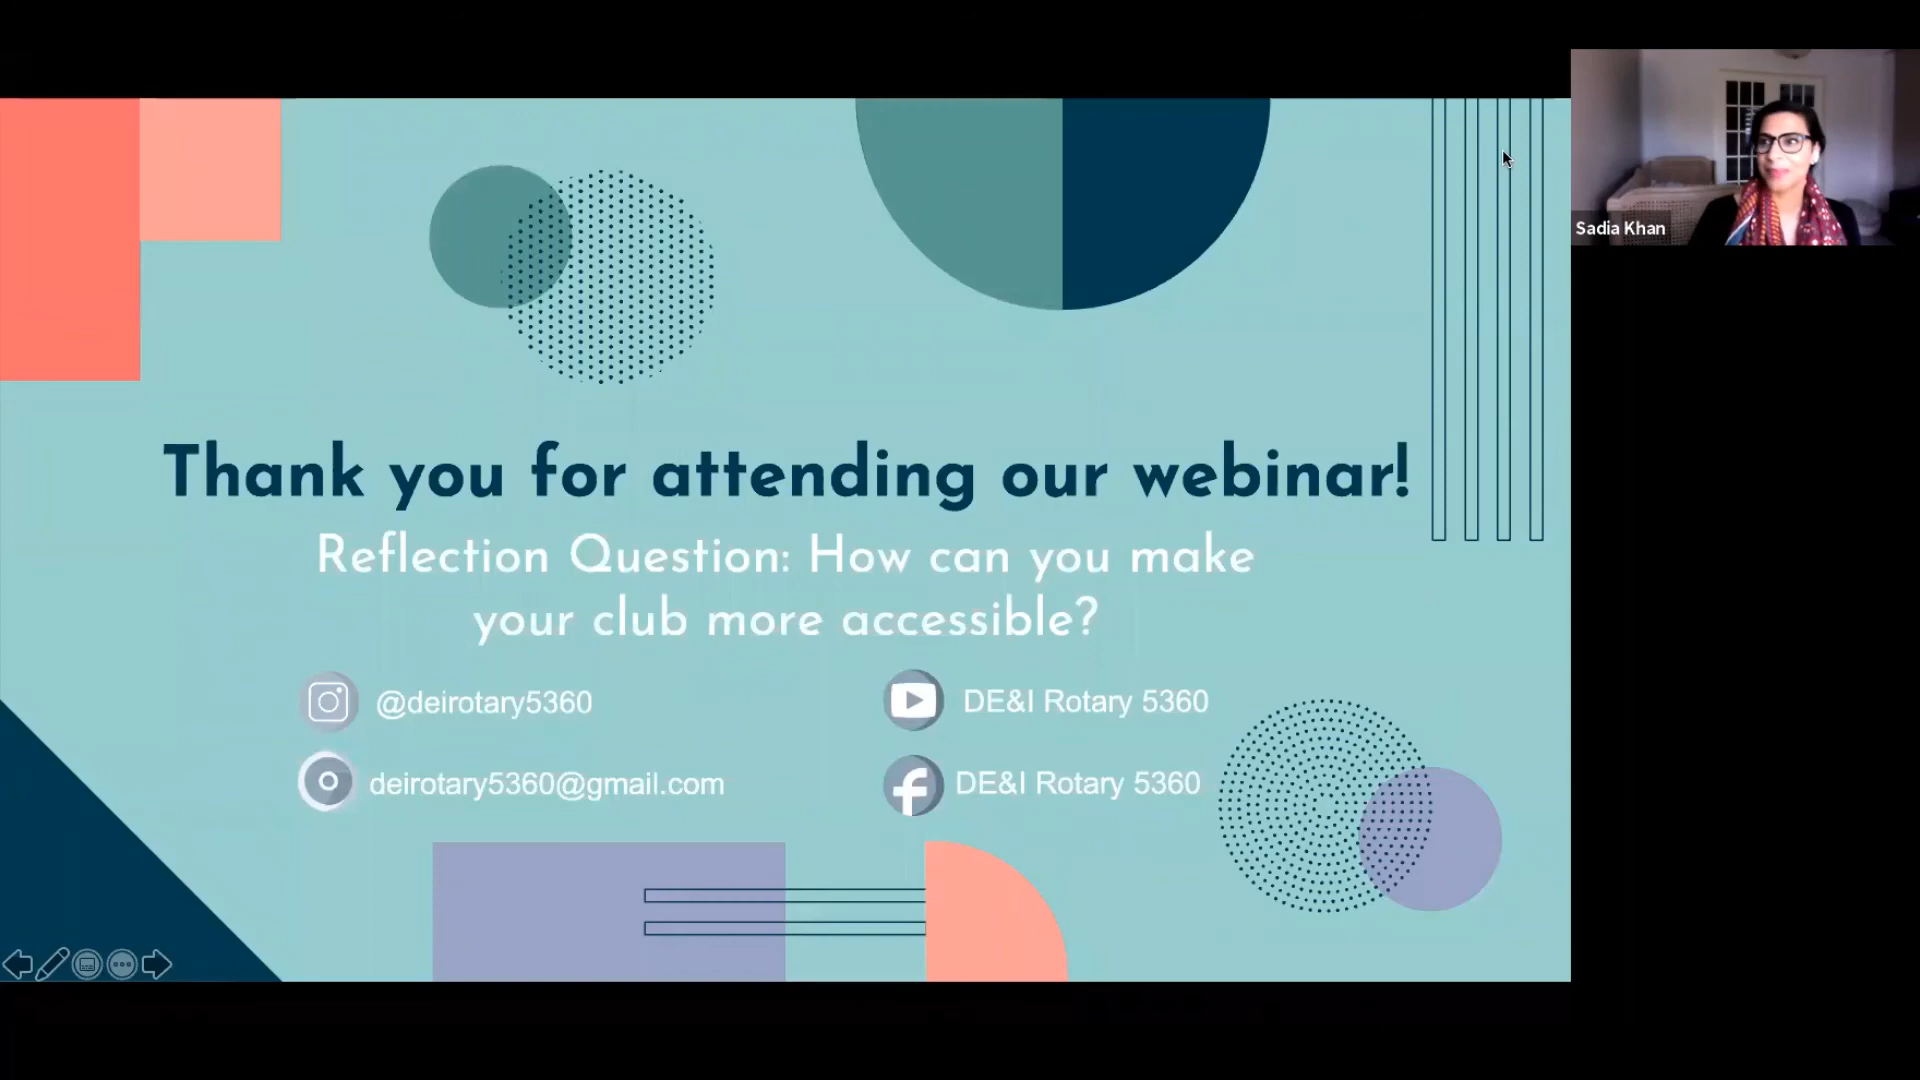 Sadia Khan
Thank you for attending our webinar!
Reflection Question: How can you make
your club more accessible?
@deirotary5360
DE&I Rotary 5360
deirotary5360@gmail.com
DE&I Rotary 5360